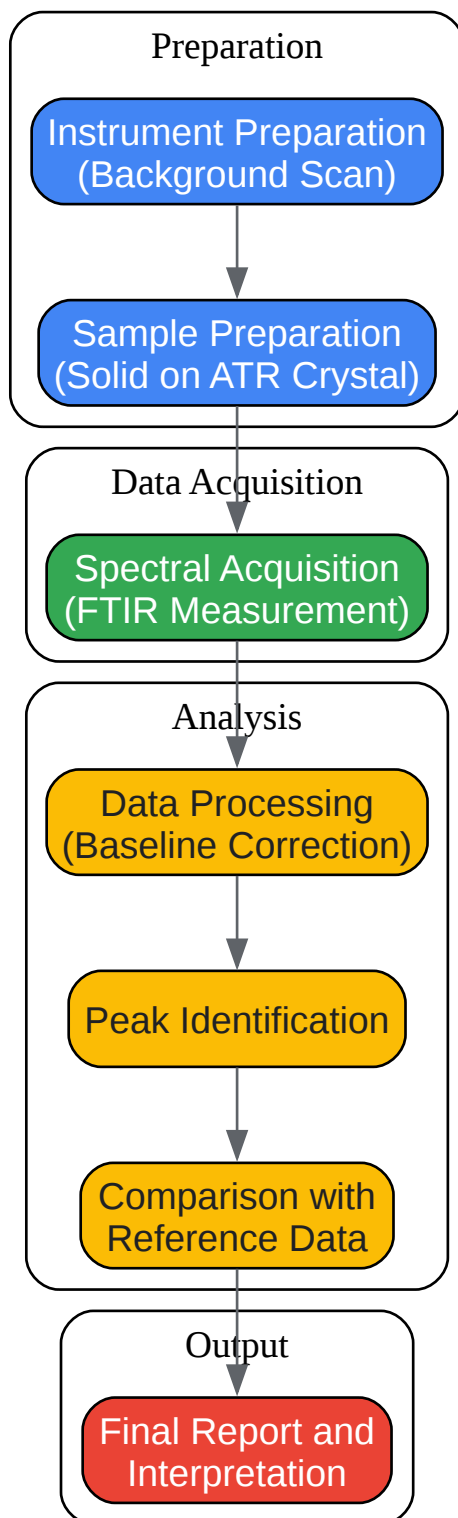 Preparation
Instrument Preparation
(Background Scan)
Sample Preparation
(Solid on ATR Crystal)
Data Acquisition
Spectral Acquisition
(FTIR Measurement)
Analysis
Data Processing
(Baseline Correction)
Peak Identification
Comparison with
Reference Data
Output
Final Report and
Interpretation